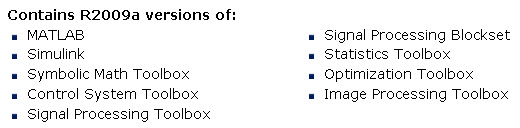 Contains R2009a versions of:
MATLAB
Simulink
Symbolic Math Toolbox
Control System Toolbox
Signal Processing Toolbox
Signal Processing Blockset
Statistics Toolbox
Optimization Toolbox
Image Processing Toolbox